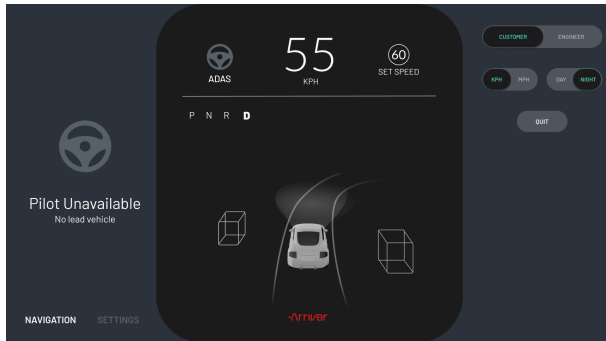 CUSTOMER ENGINEER
55
60
ADAS
KPH
SET SPEED
KPH MPH DAY NIGHT
P N R D
QUIT
Pilot Unavailable
No lead vehicle
Arriver
NAVIGATION SETTINGS